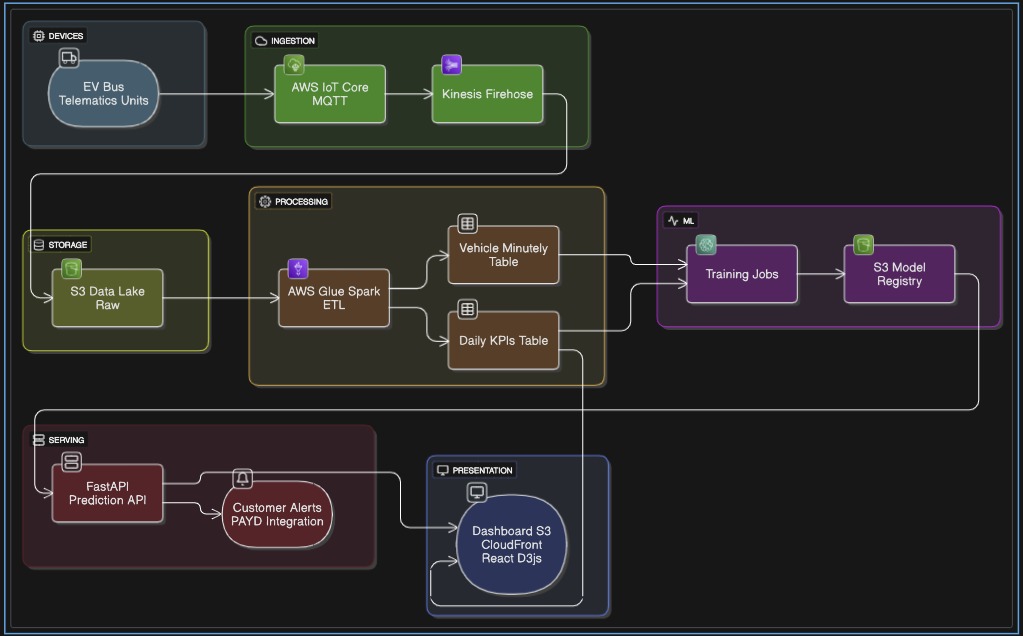 DEVICES
EV Bus
Telematics Units
INGESTION
AWS IoT Core
MQTT
Kinesis Firehose
STORAGE
S3 Data Lake
Raw
PROCESSING
AWS Glue Spark
ETL
Vehicle Minutely
Table
Daily KPIs Table
ML
Training Jobs
S3 Model
Registry
SERVING
FastAPI
Prediction API
Customer Alerts
PAYD Integration
PRESENTATION
Dashboard S3
CloudFront
React D3js